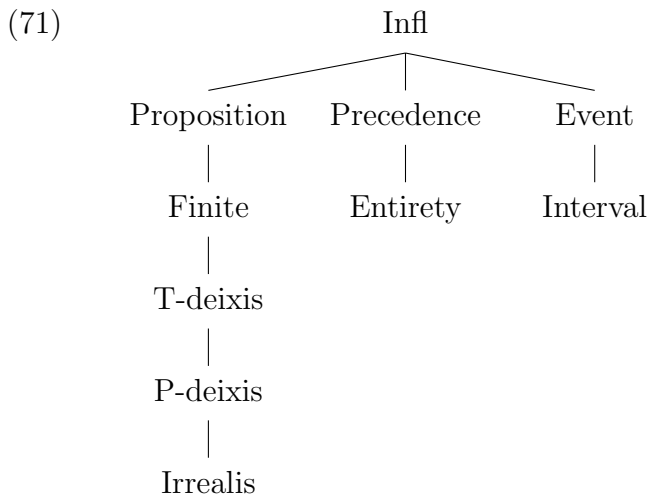 (71) Infl
Proposition Precedence Event
Finite Entirety Interval
T-deixis
P-deixis
Irrealis